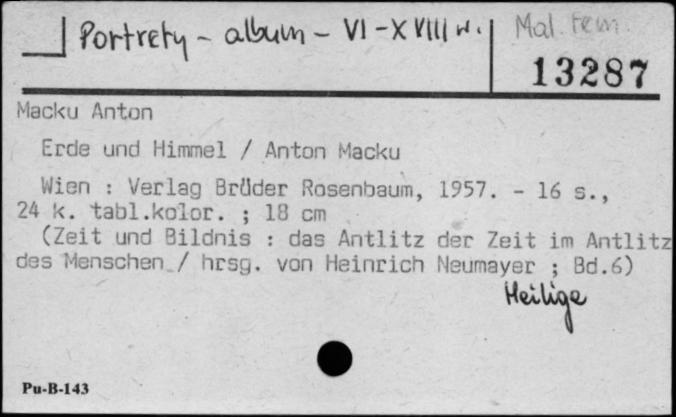 Portrety - album - VI - XVIII w.
Mal. tem.
13287
Macku Anton
Erde und Himmel / Anton Macku
Wien : Verlag Brüder Rosenbaum, 1957. - 16 s.,
24 k. tabl.kolor. ; 18 cm
(Zeit und Bildnis : das Antlitz der Zeit im Antlitz
des Menschen / hrsg. von Heinrich Neumayer ; Bd.6)
Heilige
Pu-B-143